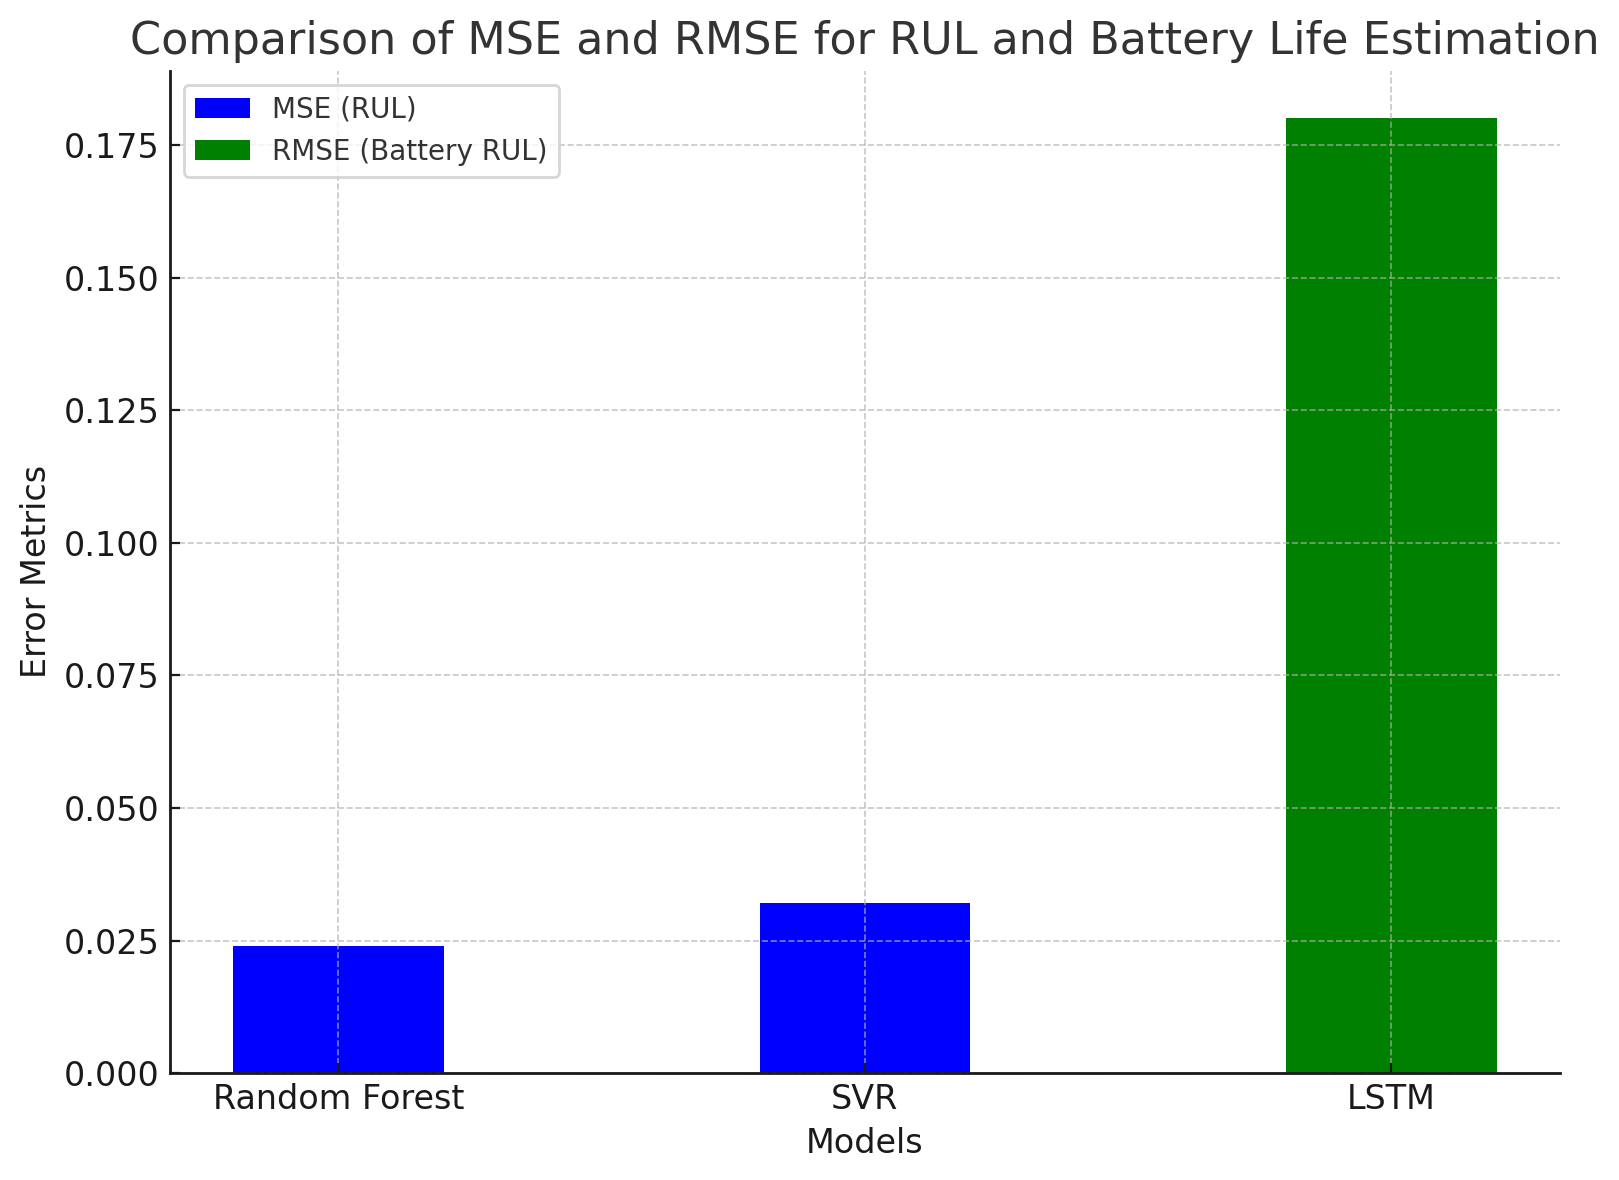 Comparison of MSE and RMSE for RUL and Battery Life Estimation
MSE (RUL)
RMSE (Battery RUL)
Error Metrics
0.175
0.150
0.125
0.100
0.075
0.050
0.025
0.000
Random Forest
SVR
LSTM
Models